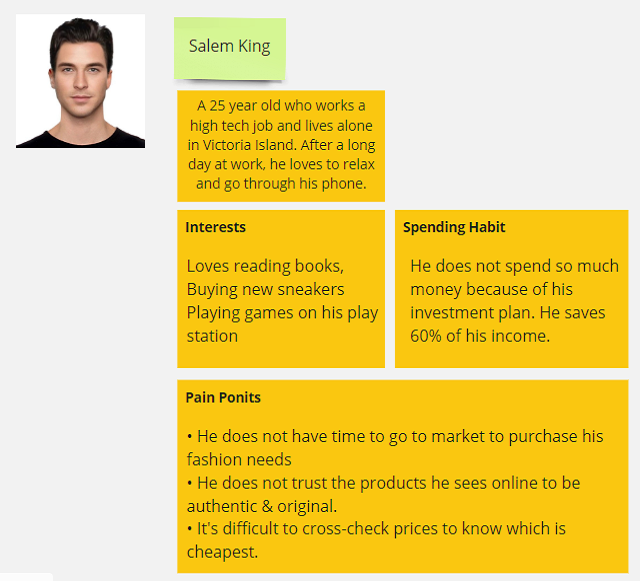 Salem King
A 25 year old who works a
high tech job and lives alone
in Victoria Island. After a long
day at work, he loves to relax
and go through his phone.
Interests
Loves reading books,
Buying new sneakers
Playing games on his play
station
Spending Habit
He does not spend so much
money because of his
investment plan. He saves
60% of his income.
Pain Ponits
• He does not have time to go to market to purchase his
fashion needs
• He does not trust the products he sees online to be
authentic & original.
• It's difficult to cross-check prices to know which is
cheapest.